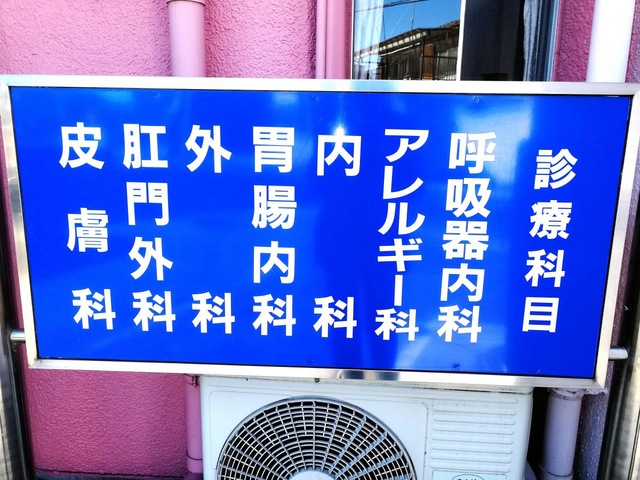 診療科目
呼吸器内科
アレルギー科
内科
胃腸内科
外科
肛門外科
皮膚科